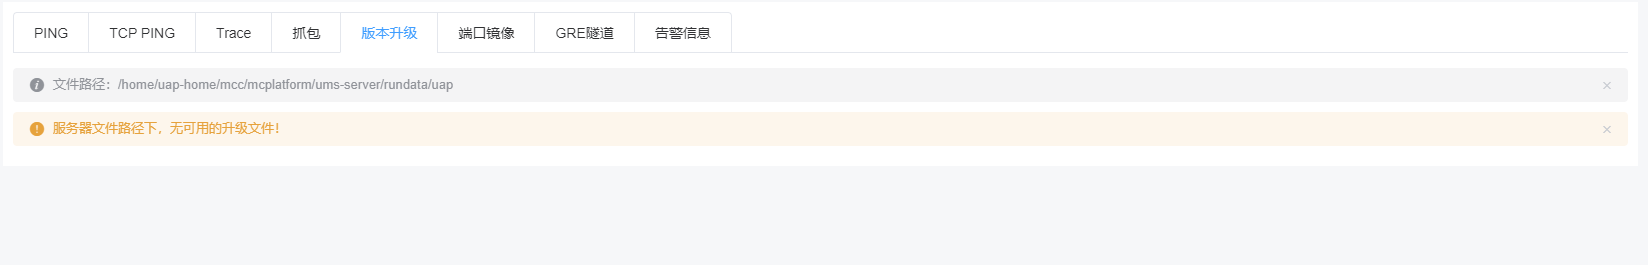 PING TCP PING Trace 抓包 版本升级 端口镜像 GRE隧道 告警信息
文件路径：/home/uap-home/mcc/mcplatform/ums-server/rundata/uap
服务器文件路径下，无可用的升级文件！